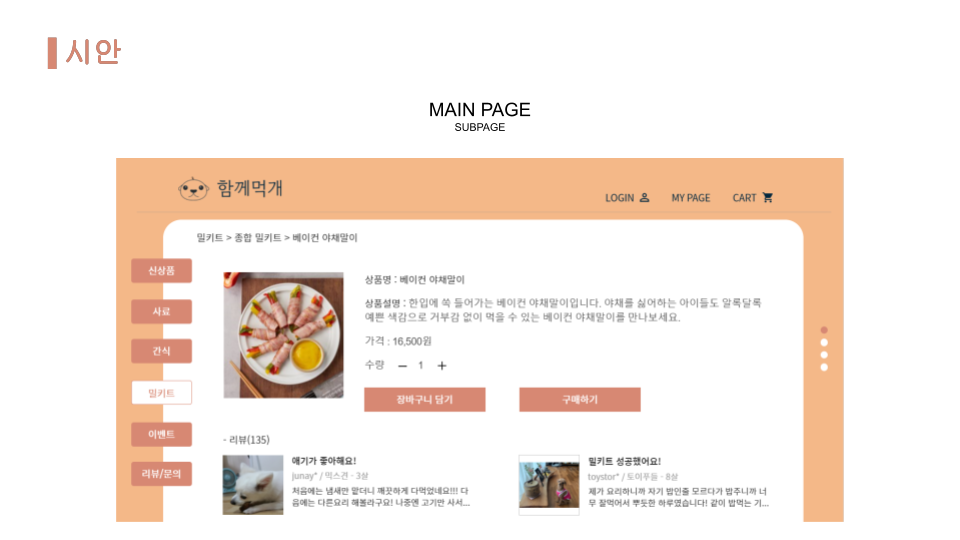 시안
MAIN PAGE
SUBPAGE
함께먹개
LOGIN MY PAGE CART
밀키트 > 종합 밀키트 > 베이컨 야채말이
신상품
사료
간식
밀키트
이벤트
리뷰/문의
상품명 : 베이컨 야채말이
상품설명 : 한입에 쏙 들어가는 베이컨 야채말이입니다. 야채를 싫어하는 아이들도 알록달록
예쁜 색감으로 거부감 없이 먹을 수 있는 베이컨 야채말이를 만나보세요.
가격 : 16,500원
수량 − 1 +
장바구니 담기
구매하기
- 리뷰(135)
애기가 좋아해요!
junay* / 믹스견 - 3살
처음에는 냄새만 맡더니 깨끗하게 다먹었네요!!! 다
음에는 다른요리 해볼라구요! 나중엔 고기만 사서...
밀키트 성공했어요!
toystor* / 토이푸들 - 8살
제가 요리하니까 자기 밥인줄 모르다가 밥주니까 너
무 잘먹어서 뿌듯한 하루였습니다! 같이 밥먹는 기...